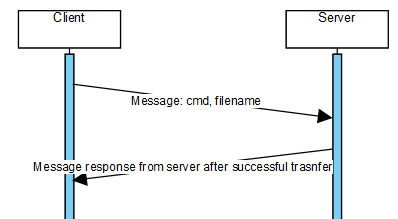 Client
Server
Message: cmd, filename
Message response from server after successful trasnfer